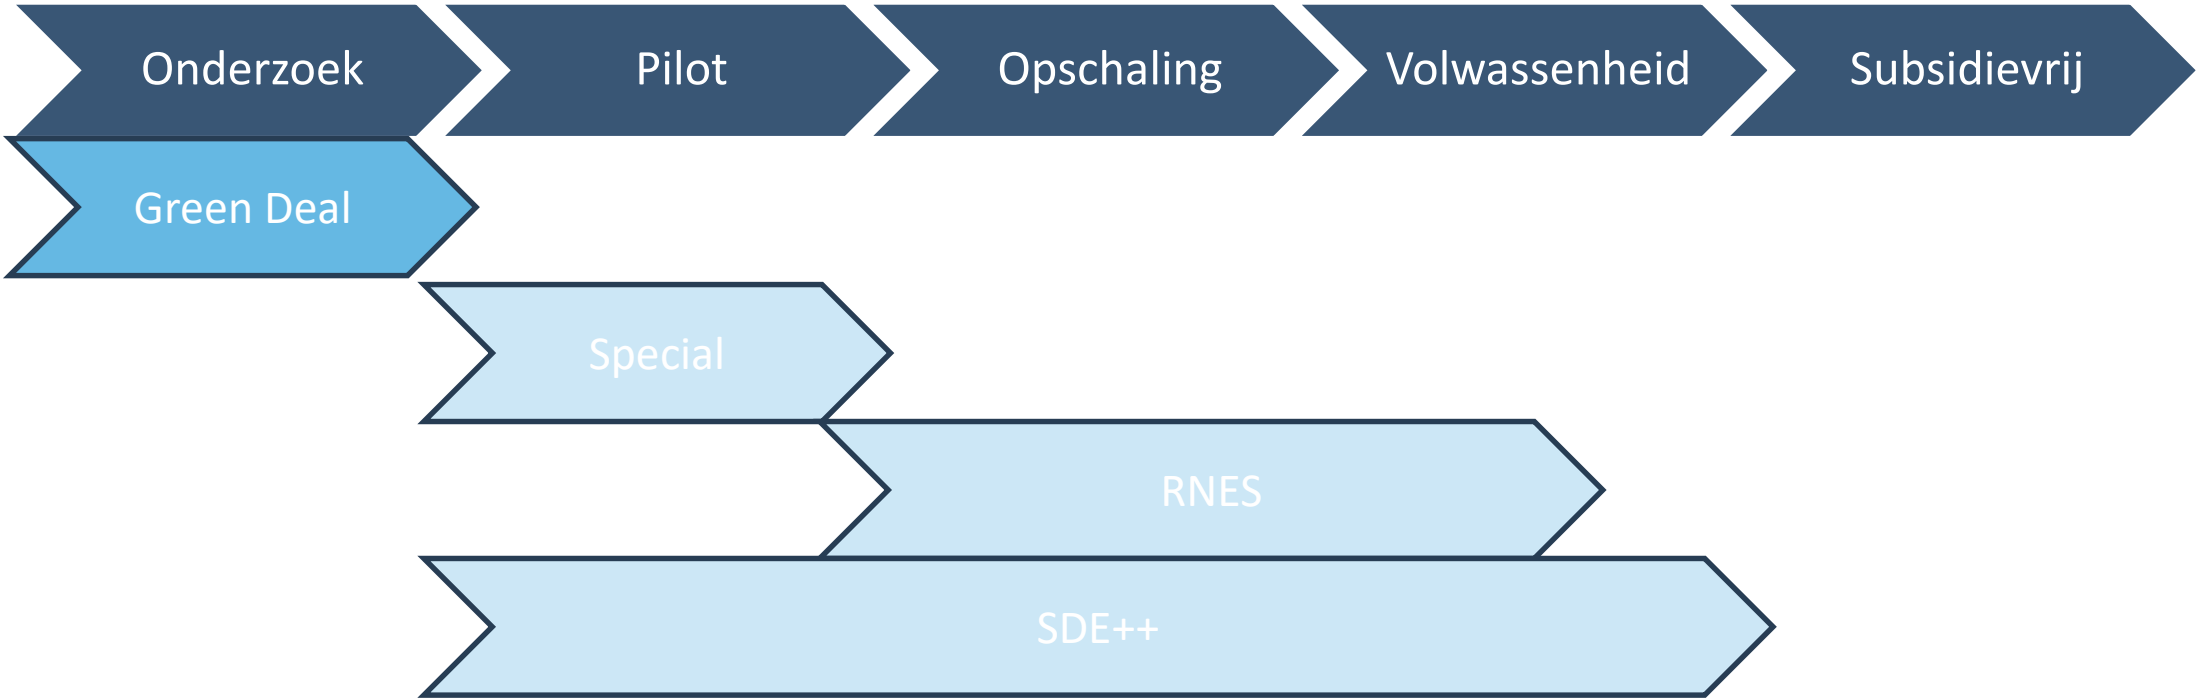 Onderzoek
Pilot
Opschaling
Volwassenheid
Subsidievrij
Green Deal
Special
RNES
SDE++